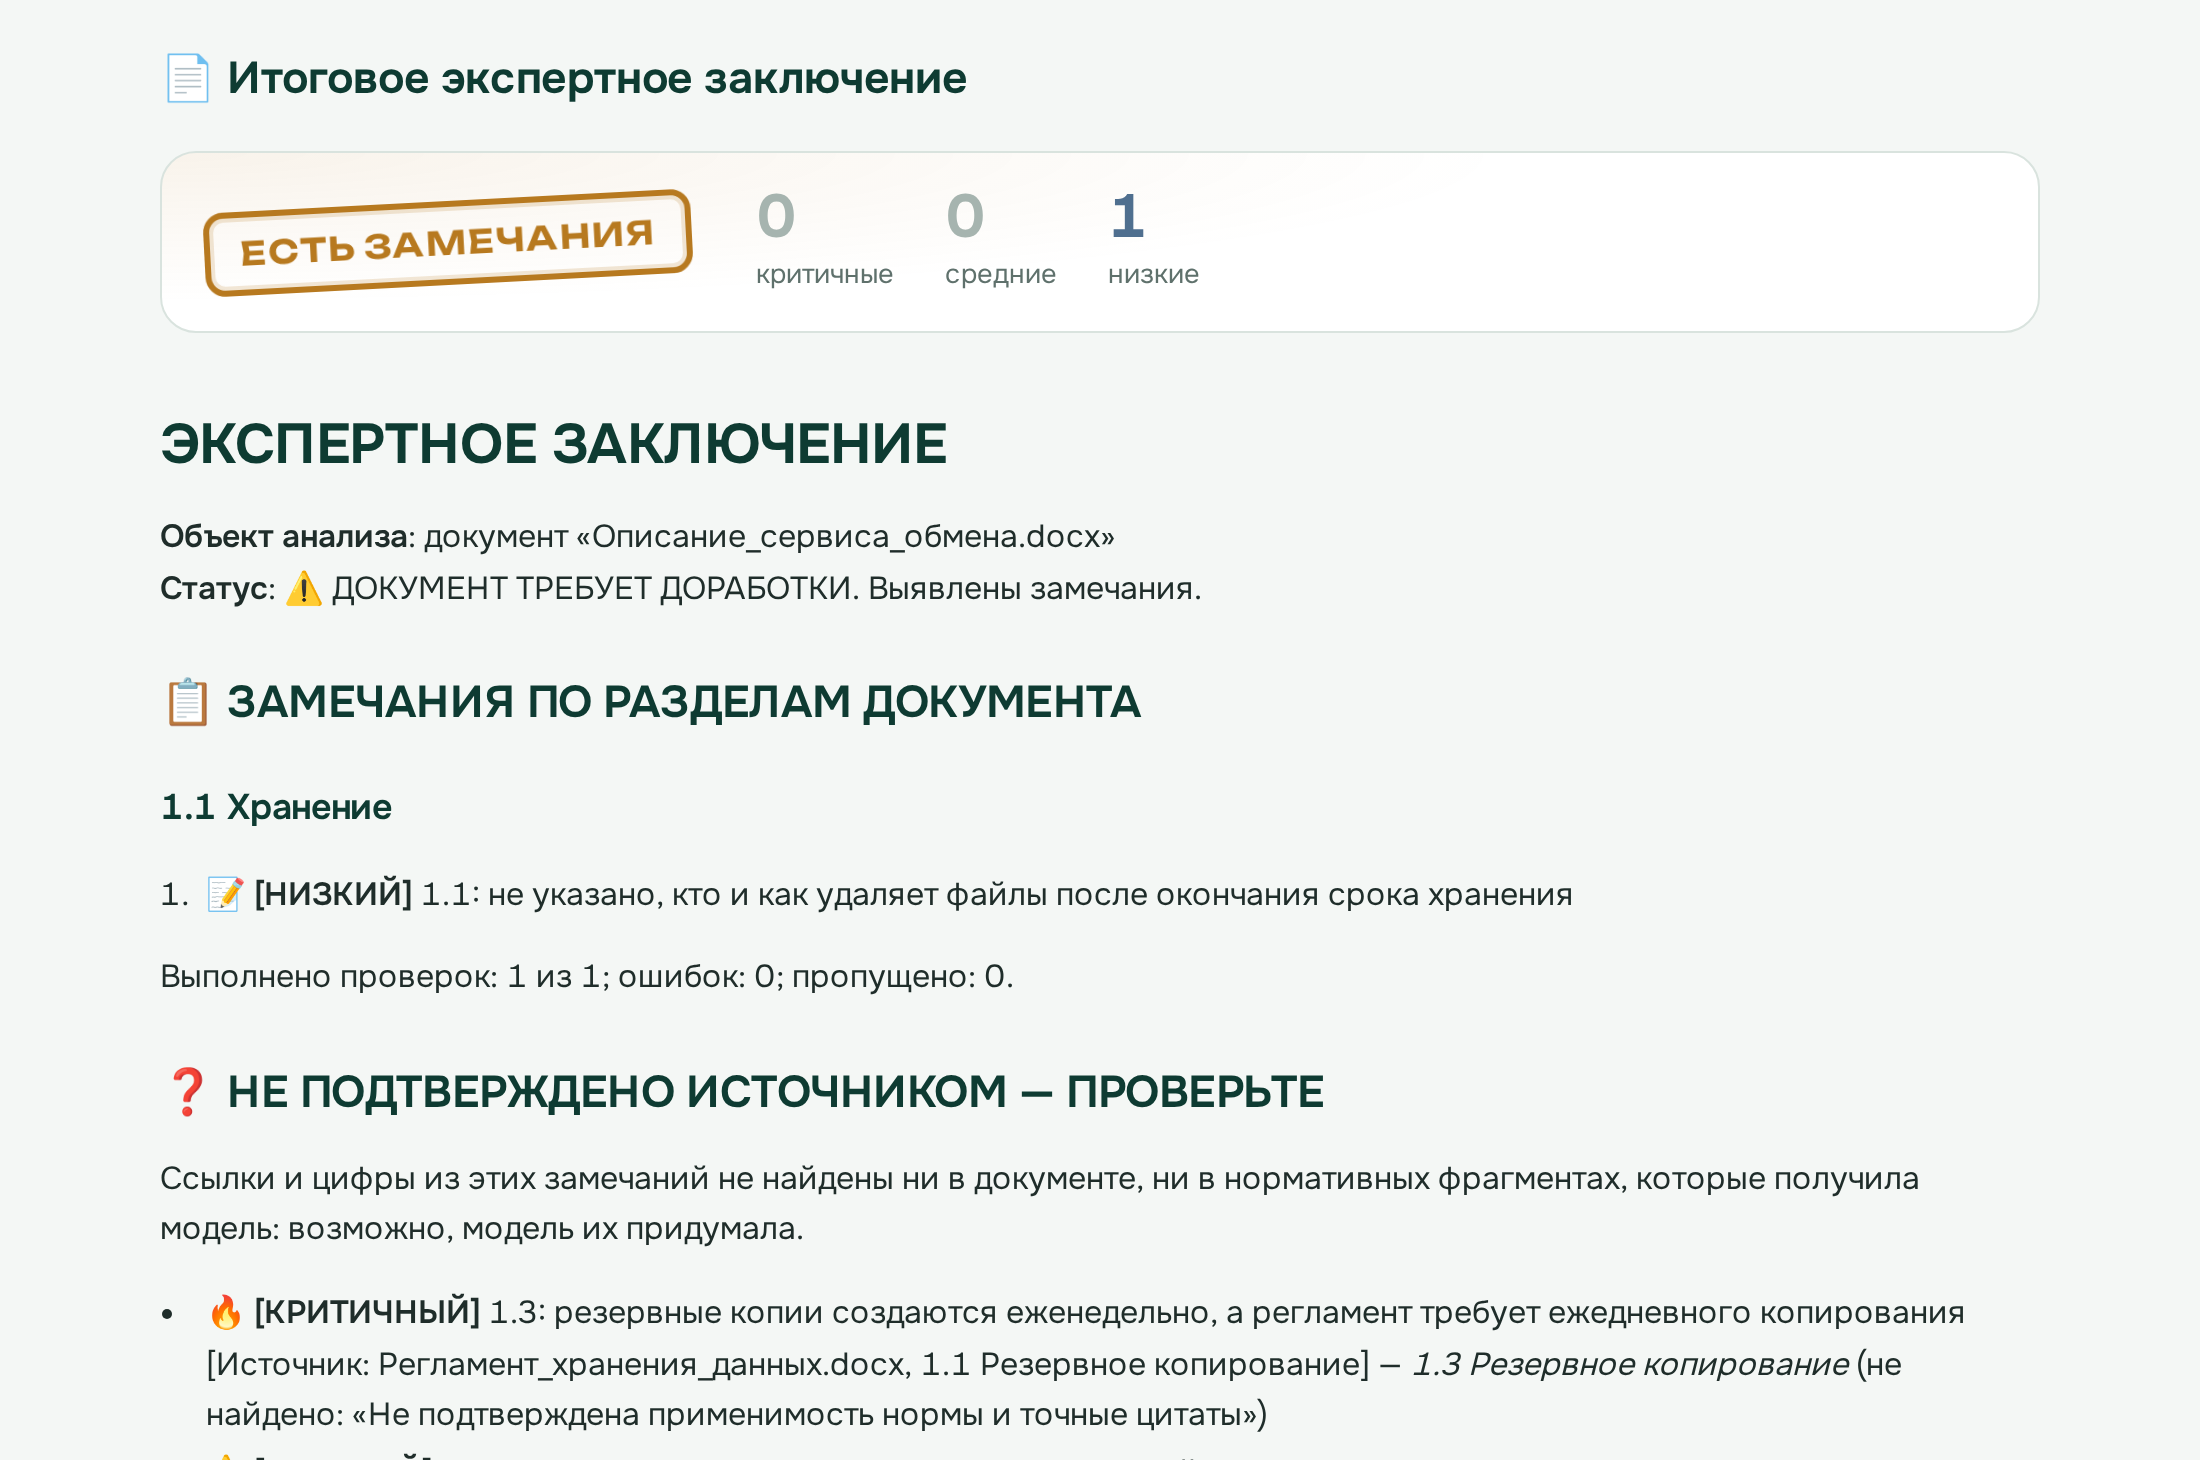 📄 Итоговое экспертное заключение
ЕСТЬ ЗАМЕЧАНИЯ
0 0 1
критичные средние низкие
ЭКСПЕРТНОЕ ЗАКЛЮЧЕНИЕ
Объект анализа: документ «Описание_сервиса_обмена.docx»
Статус: ⚠️ ДОКУМЕНТ ТРЕБУЕТ ДОРАБОТКИ. Выявлены замечания.
📋 ЗАМЕЧАНИЯ ПО РАЗДЕЛАМ ДОКУМЕНТА
1.1 Хранение
1. 📝 [НИЗКИЙ] 1.1: не указано, кто и как удаляет файлы после окончания срока хранения
Выполнено проверок: 1 из 1; ошибок: 0; пропущено: 0.
❓ НЕ ПОДТВЕРЖДЕНО ИСТОЧНИКОМ — ПРОВЕРЬТЕ
Ссылки и цифры из этих замечаний не найдены ни в документе, ни в нормативных фрагментах, которые получила
модель: возможно, модель их придумала.
• 🔥 [КРИТИЧНЫЙ] 1.3: резервные копии создаются еженедельно, а регламент требует ежедневного копирования
[Источник: Регламент_хранения_данных.docx, 1.1 Резервное копирование] — 1.3 Резервное копирование (не
найдено: «Не подтверждена применимость нормы и точные цитаты»)